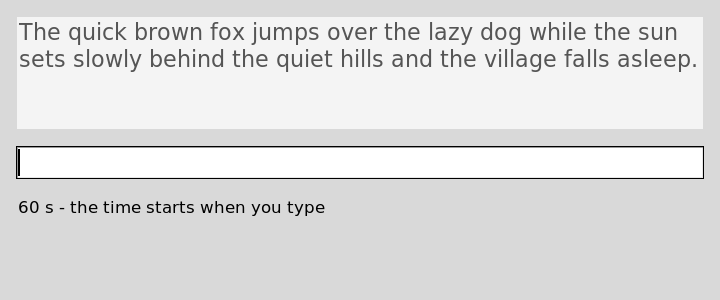 The quick brown fox jumps over the lazy dog while the sun
sets slowly behind the quiet hills and the village falls asleep.
60 s - the time starts when you type